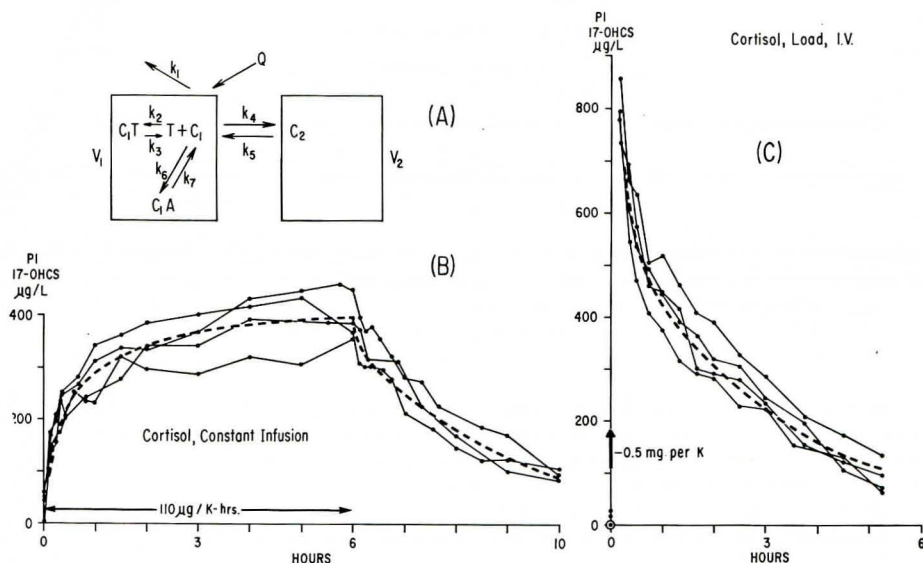 (A)
k₁
Q
C₁T
k₂
T + C₁
k₃
k₆
k₇
C₁A
V₁
k₄
k₅
C₂
V₂
(B)
PI
17-OHCS
μg/L
400
200
0
Cortisol, Constant Infusion
110 μg / K-hrs.
0
3
6
10
HOURS
PI
17-OHCS
μg/L
Cortisol, Load, I.V.
(C)
800
600
400
200
0
0.5 mg. per K
0
3
6
HOURS